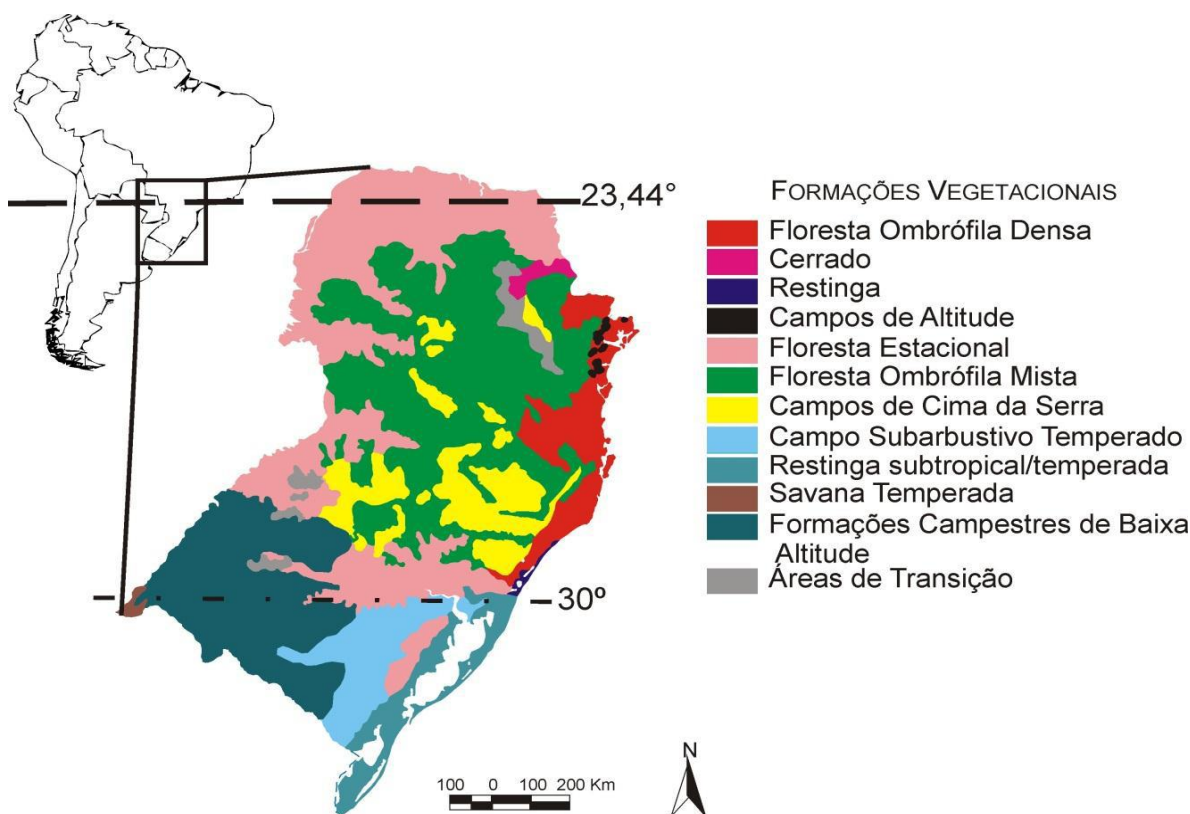 23,44°
FORMAÇÕES VEGETACIONAIS
Floresta Ombrófila Densa
Cerrado
Restinga
Campos de Altitude
Floresta Estacional
Floresta Ombrófila Mista
Campos de Cima da Serra
Campo Subarbustivo Temperado
Restinga subtropical/temperada
Savana Temperada
Formações Campestres de Baixa
Altitude
Áreas de Transição
30º
100 0 100 200 Km
N